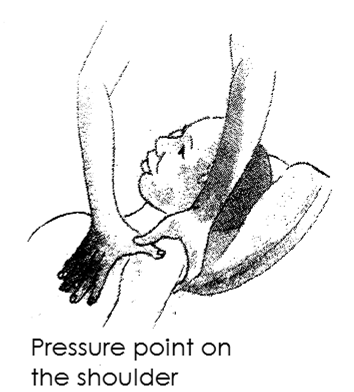 Pressure point on
the shoulder